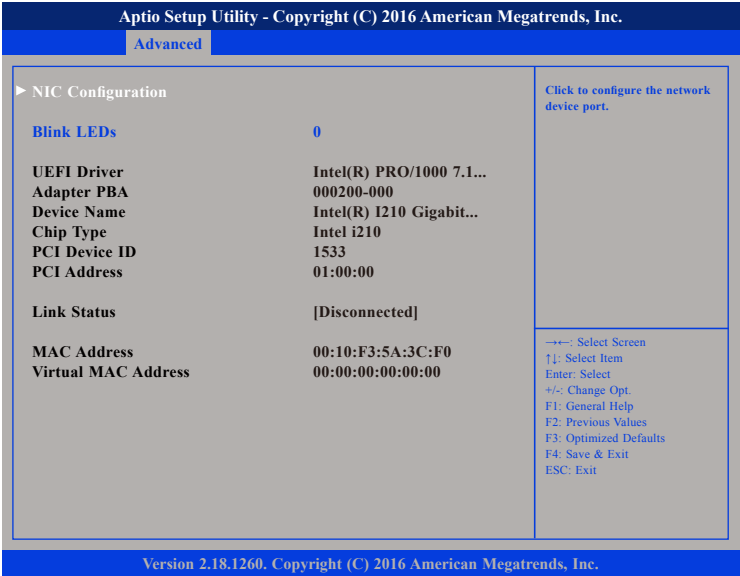 Aptio Setup Utility - Copyright (C) 2016 American Megatrends, Inc.
Advanced
► NIC Configuration
Blink LEDs 0
UEFI Driver Intel(R) PRO/1000 7.1...
Adapter PBA 000200-000
Device Name Intel(R) I210 Gigabit...
Chip Type Intel i210
PCI Device ID 1533
PCI Address 01:00:00
Link Status [Disconnected]
MAC Address 00:10:F3:5A:3C:F0
Virtual MAC Address 00:00:00:00:00:00
Click to configure the network
device port.
→←: Select Screen
↑↓: Select Item
Enter: Select
+/-: Change Opt.
F1: General Help
F2: Previous Values
F3: Optimized Defaults
F4: Save & Exit
ESC: Exit
Version 2.18.1260. Copyright (C) 2016 American Megatrends, Inc.